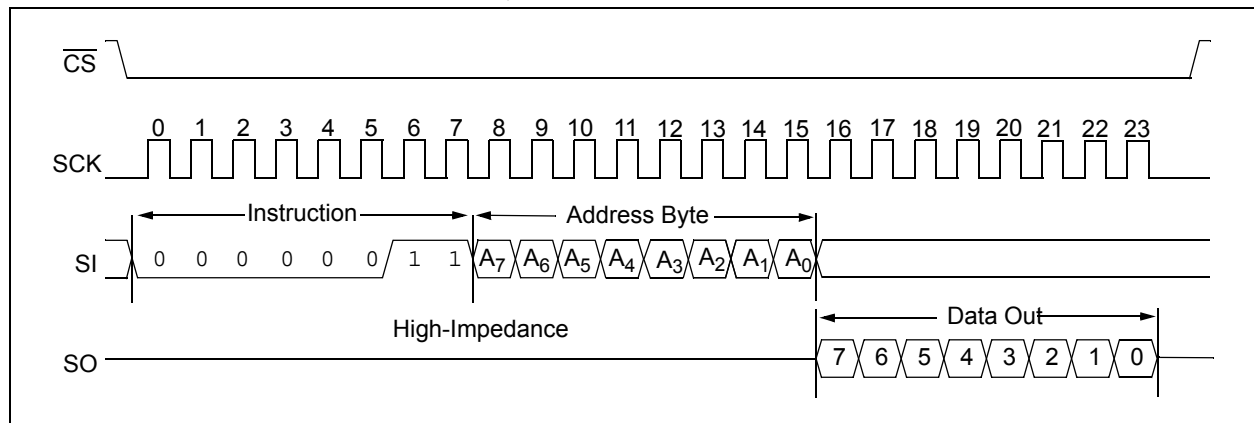 CS
0 1 2 3 4 5 6 7 8 9 10 11 12 13 14 15 16 17 18 19 20 21 22 23
SCK
Instruction Address Byte
SI 0 0 0 0 0 0 1 1 A7 A6 A5 A4 A3 A2 A1 A0
High-Impedance Data Out
SO 7 6 5 4 3 2 1 0